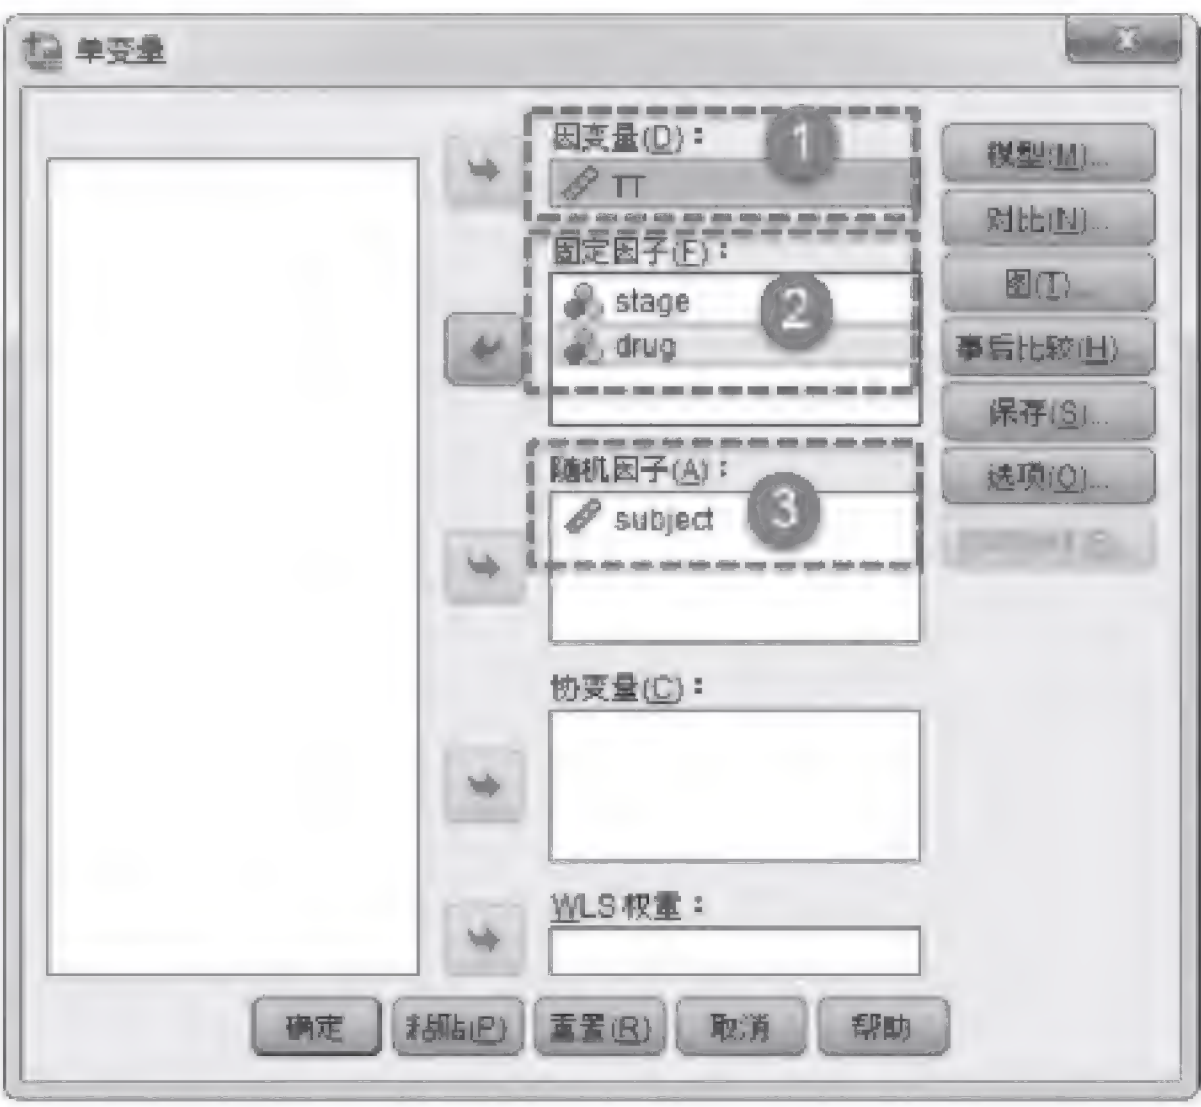 单变量
因变量(D)：
1
TT
固定因子(F)：
stage
2
drug
随机因子(A)：
subject
3
协变量(C)：
WLS 权重：
模型(M)...
对比(N)...
图(T)...
事后比较(H)...
保存(S)...
选项(O)...
确定
粘贴(P)
重置(R)
取消
帮助